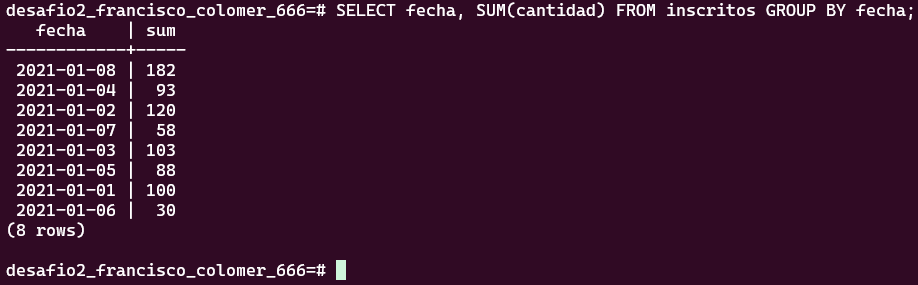 desafio2_francisco_colomer_666=# SELECT fecha, SUM(cantidad) FROM inscritos GROUP BY fecha;
   fecha    | sum
------------+-----
 2021-01-08 | 182
 2021-01-04 |  93
 2021-01-02 | 120
 2021-01-07 |  58
 2021-01-03 | 103
 2021-01-05 |  88
 2021-01-01 | 100
 2021-01-06 |  30
(8 rows)

desafio2_francisco_colomer_666=#